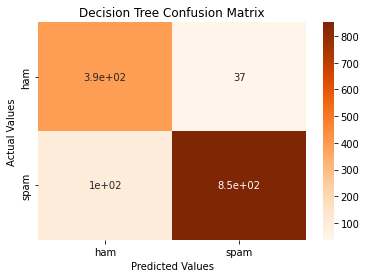 Decision Tree Confusion Matrix
ham
3.9e+02
37
spam
1e+02
8.5e+02
Actual Values
ham
spam
Predicted Values
800
700
600
500
400
300
200
100